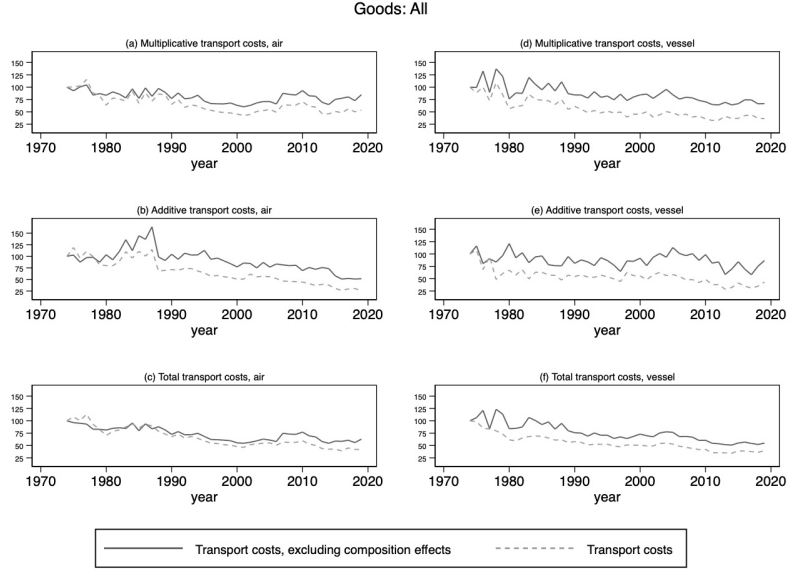 Goods: All
(a) Multiplicative transport costs, air
150
125
100
75
50
25
1970 1980 1990 2000 2010 2020
year
(d) Multiplicative transport costs, vessel
150
125
100
75
50
25
1970 1980 1990 2000 2010 2020
year
(b) Additive transport costs, air
150
125
100
75
50
25
1970 1980 1990 2000 2010 2020
year
(e) Additive transport costs, vessel
150
125
100
75
50
25
1970 1980 1990 2000 2010 2020
year
(c) Total transport costs, air
150
125
100
75
50
25
1970 1980 1990 2000 2010 2020
year
(f) Total transport costs, vessel
150
125
100
75
50
25
1970 1980 1990 2000 2010 2020
year
Transport costs, excluding composition effects
Transport costs